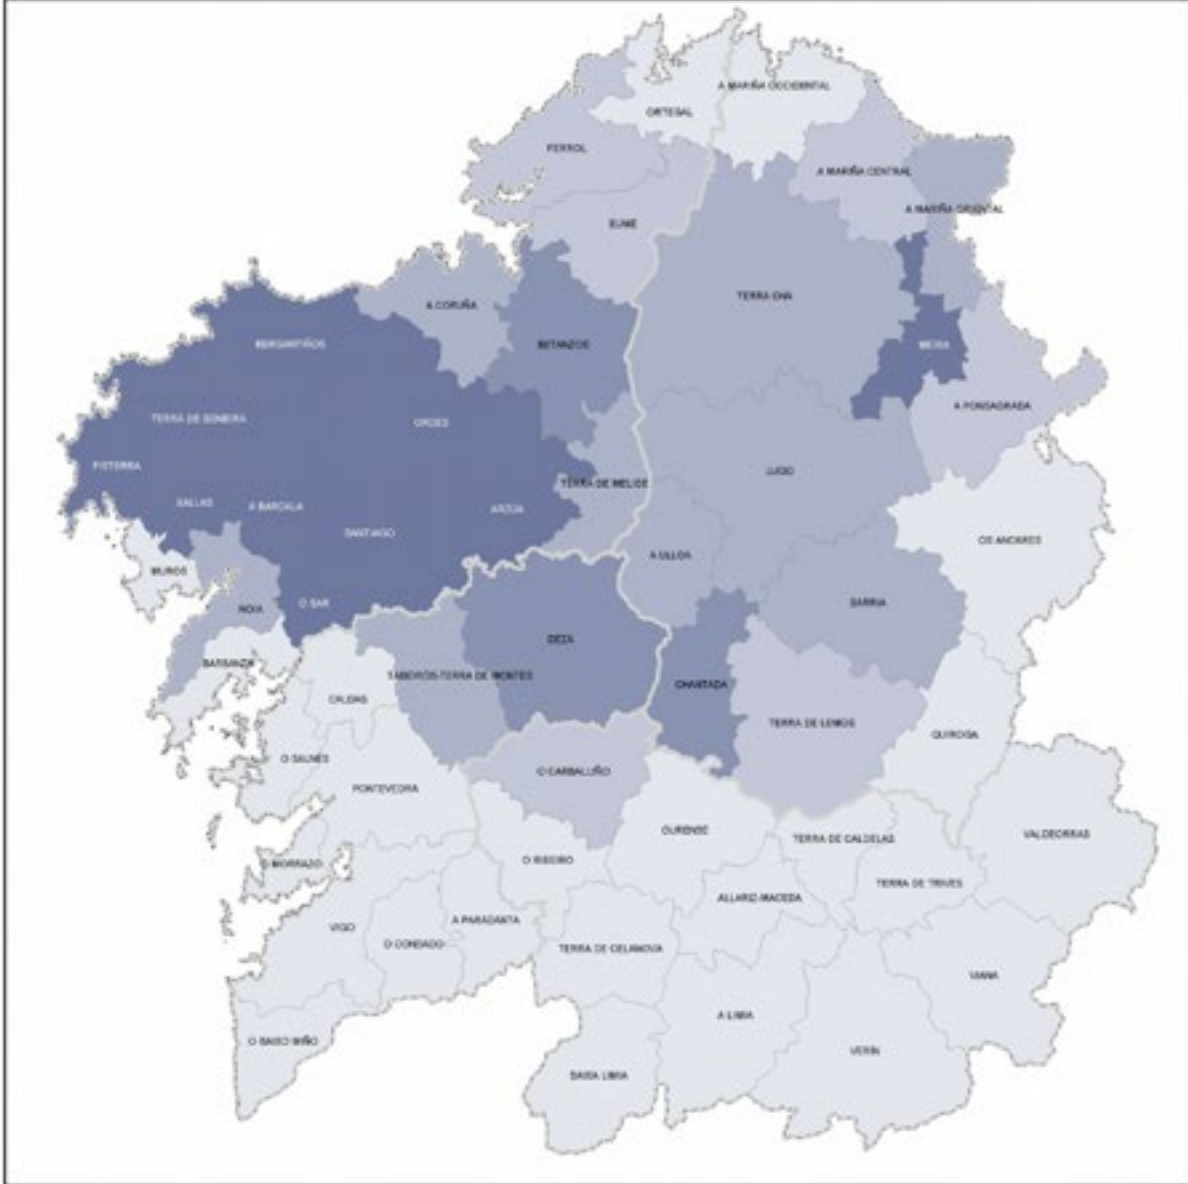 A MARIÑA OCCIDENTAL
ORTEGAL
FERROL
A MARIÑA CENTRAL
A MARIÑA ORIENTAL
EUME
TERRA CHA
A CORUÑA
BERGANTIÑOS
BETANZOS
MEIRA
A FONSAGRADA
TERRA DE SONEIRA
ORDES
FISTERRA
LUGO
TERRA DE MELIDE
XALLAS
A BARCALA
ARZÚA
SANTIAGO
OS ANCARES
A ULLOA
MUROS
O SAR
NOIA
SARRIA
DEZA
BARBANZA
TABEIRÓS-TERRA DE MONTES
CHANTADA
CALDAS
TERRA DE LEMOS
QUIROGA
O SALNÉS
O CARBALLIÑO
PONTEVEDRA
OURENSE
VALDEORRAS
TERRA DE CALDELAS
O RIBEIRO
O MORRAZO
TERRA DE TRIVES
ALLARIZ-MACEDA
A PARADANTA
VIGO
O CONDADO
TERRA DE CELANOVA
VIANA
A LIMIA
O BAIXO MIÑO
VERÍN
BAIXA LIMIA